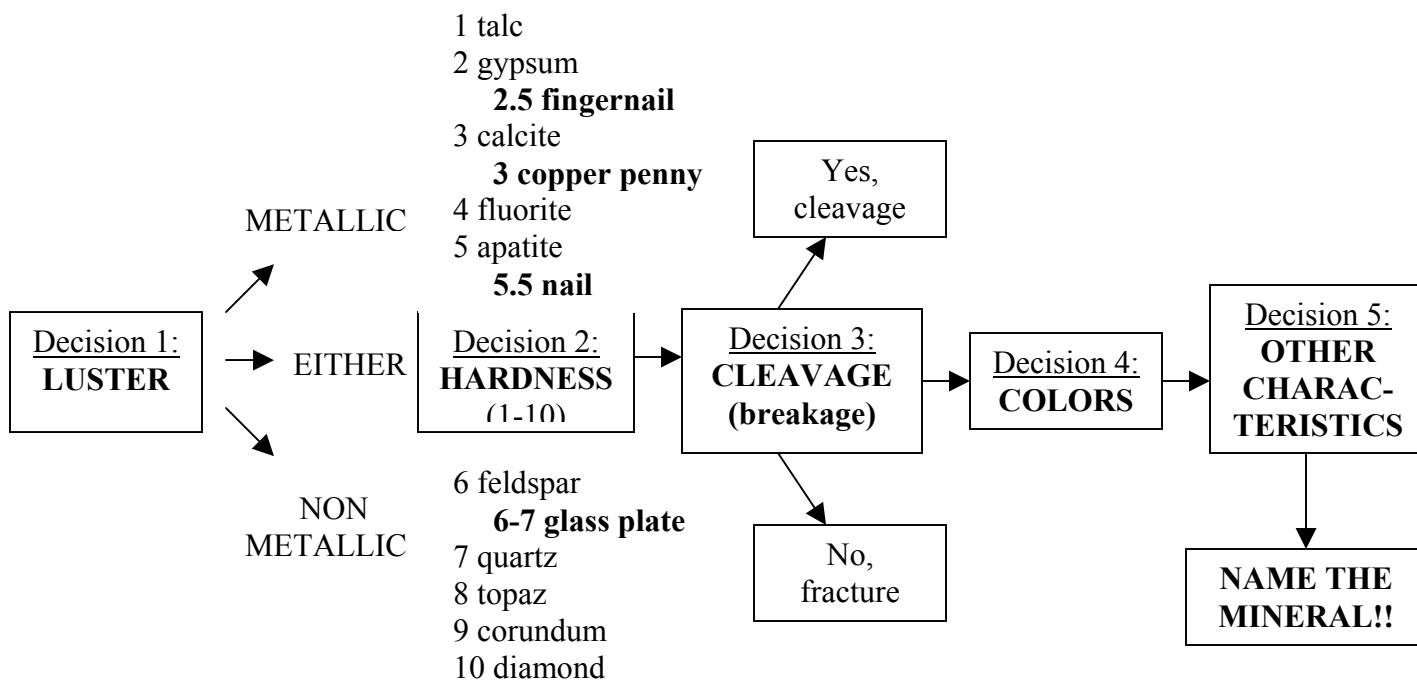 1 talc
2 gypsum
2.5 fingernail
3 calcite
3 copper penny
4 fluorite
5 apatite
5.5 nail
Decision 1:
LUSTER
METALLIC
EITHER
NON
METALLIC
Decision 2:
HARDNESS
(1-10)
6 feldspar
6-7 glass plate
7 quartz
8 topaz
9 corundum
10 diamond
Yes,
cleavage
Decision 3:
CLEAVAGE
(breakage)
No,
fracture
Decision 4:
COLORS
Decision 5:
OTHER
CHARAC-
TERISTICS
NAME THE
MINERAL!!